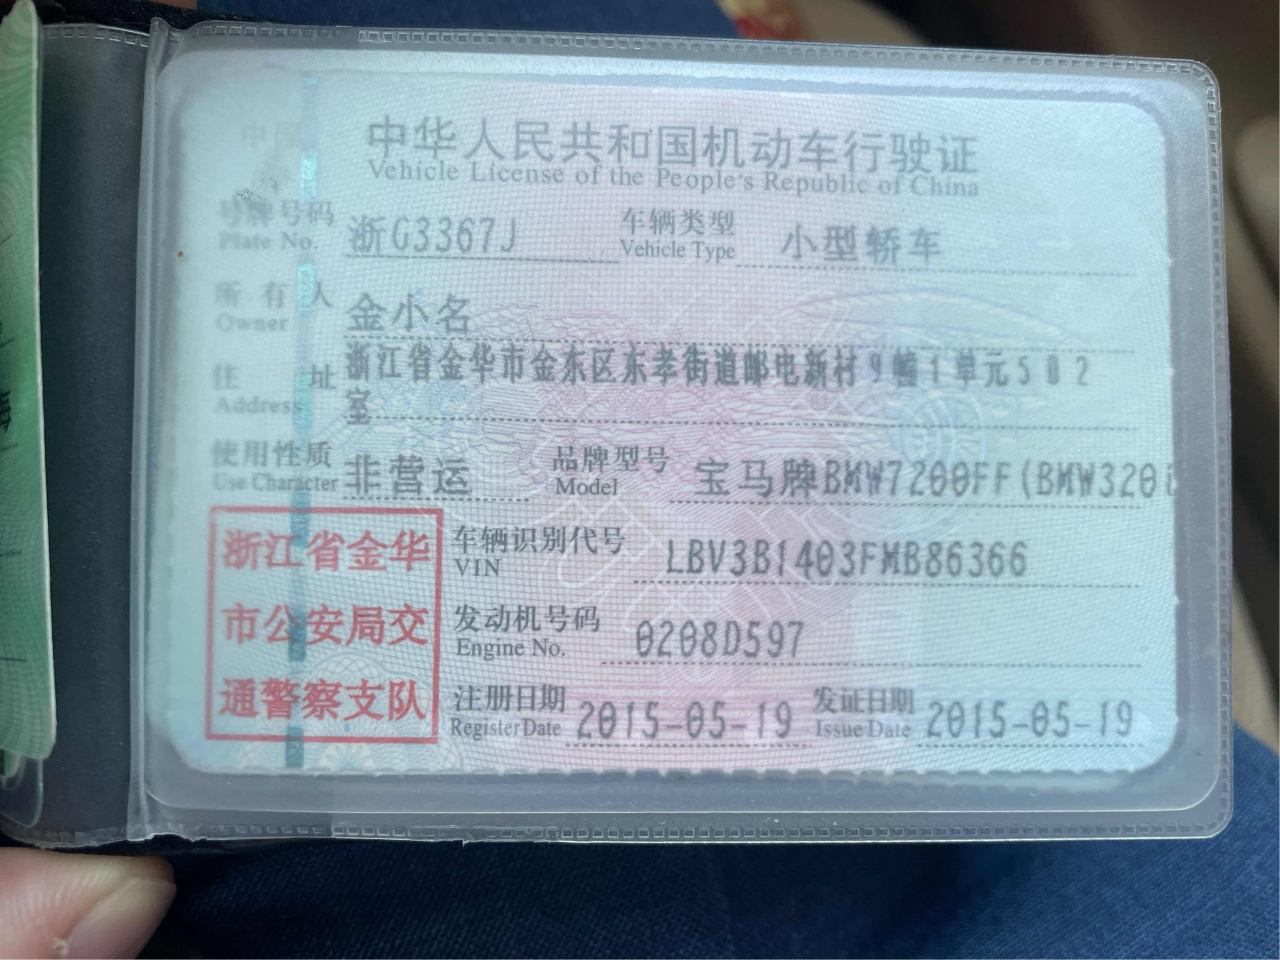 中华人民共和国机动车行驶证
Vehicle License of the People's Republic of China
号牌号码 浙G3367J 车辆类型 小型轿车
Plate No. Vehicle Type
所有人 金小名
Owner
住址 浙江省金华市金东区东孝街道邮电新村9幢1单元502
Address 室
使用性质 非营运 品牌型号 宝马牌BMW7200FF(BMW320
Use Character Model
浙江省金华
市公安局交
通警察支队
车辆识别代号 LBV3B1403FMB86366
VIN
发动机号码 0208D597
Engine No.
注册日期 2015-05-19 发证日期 2015-05-19
Register Date Issue Date